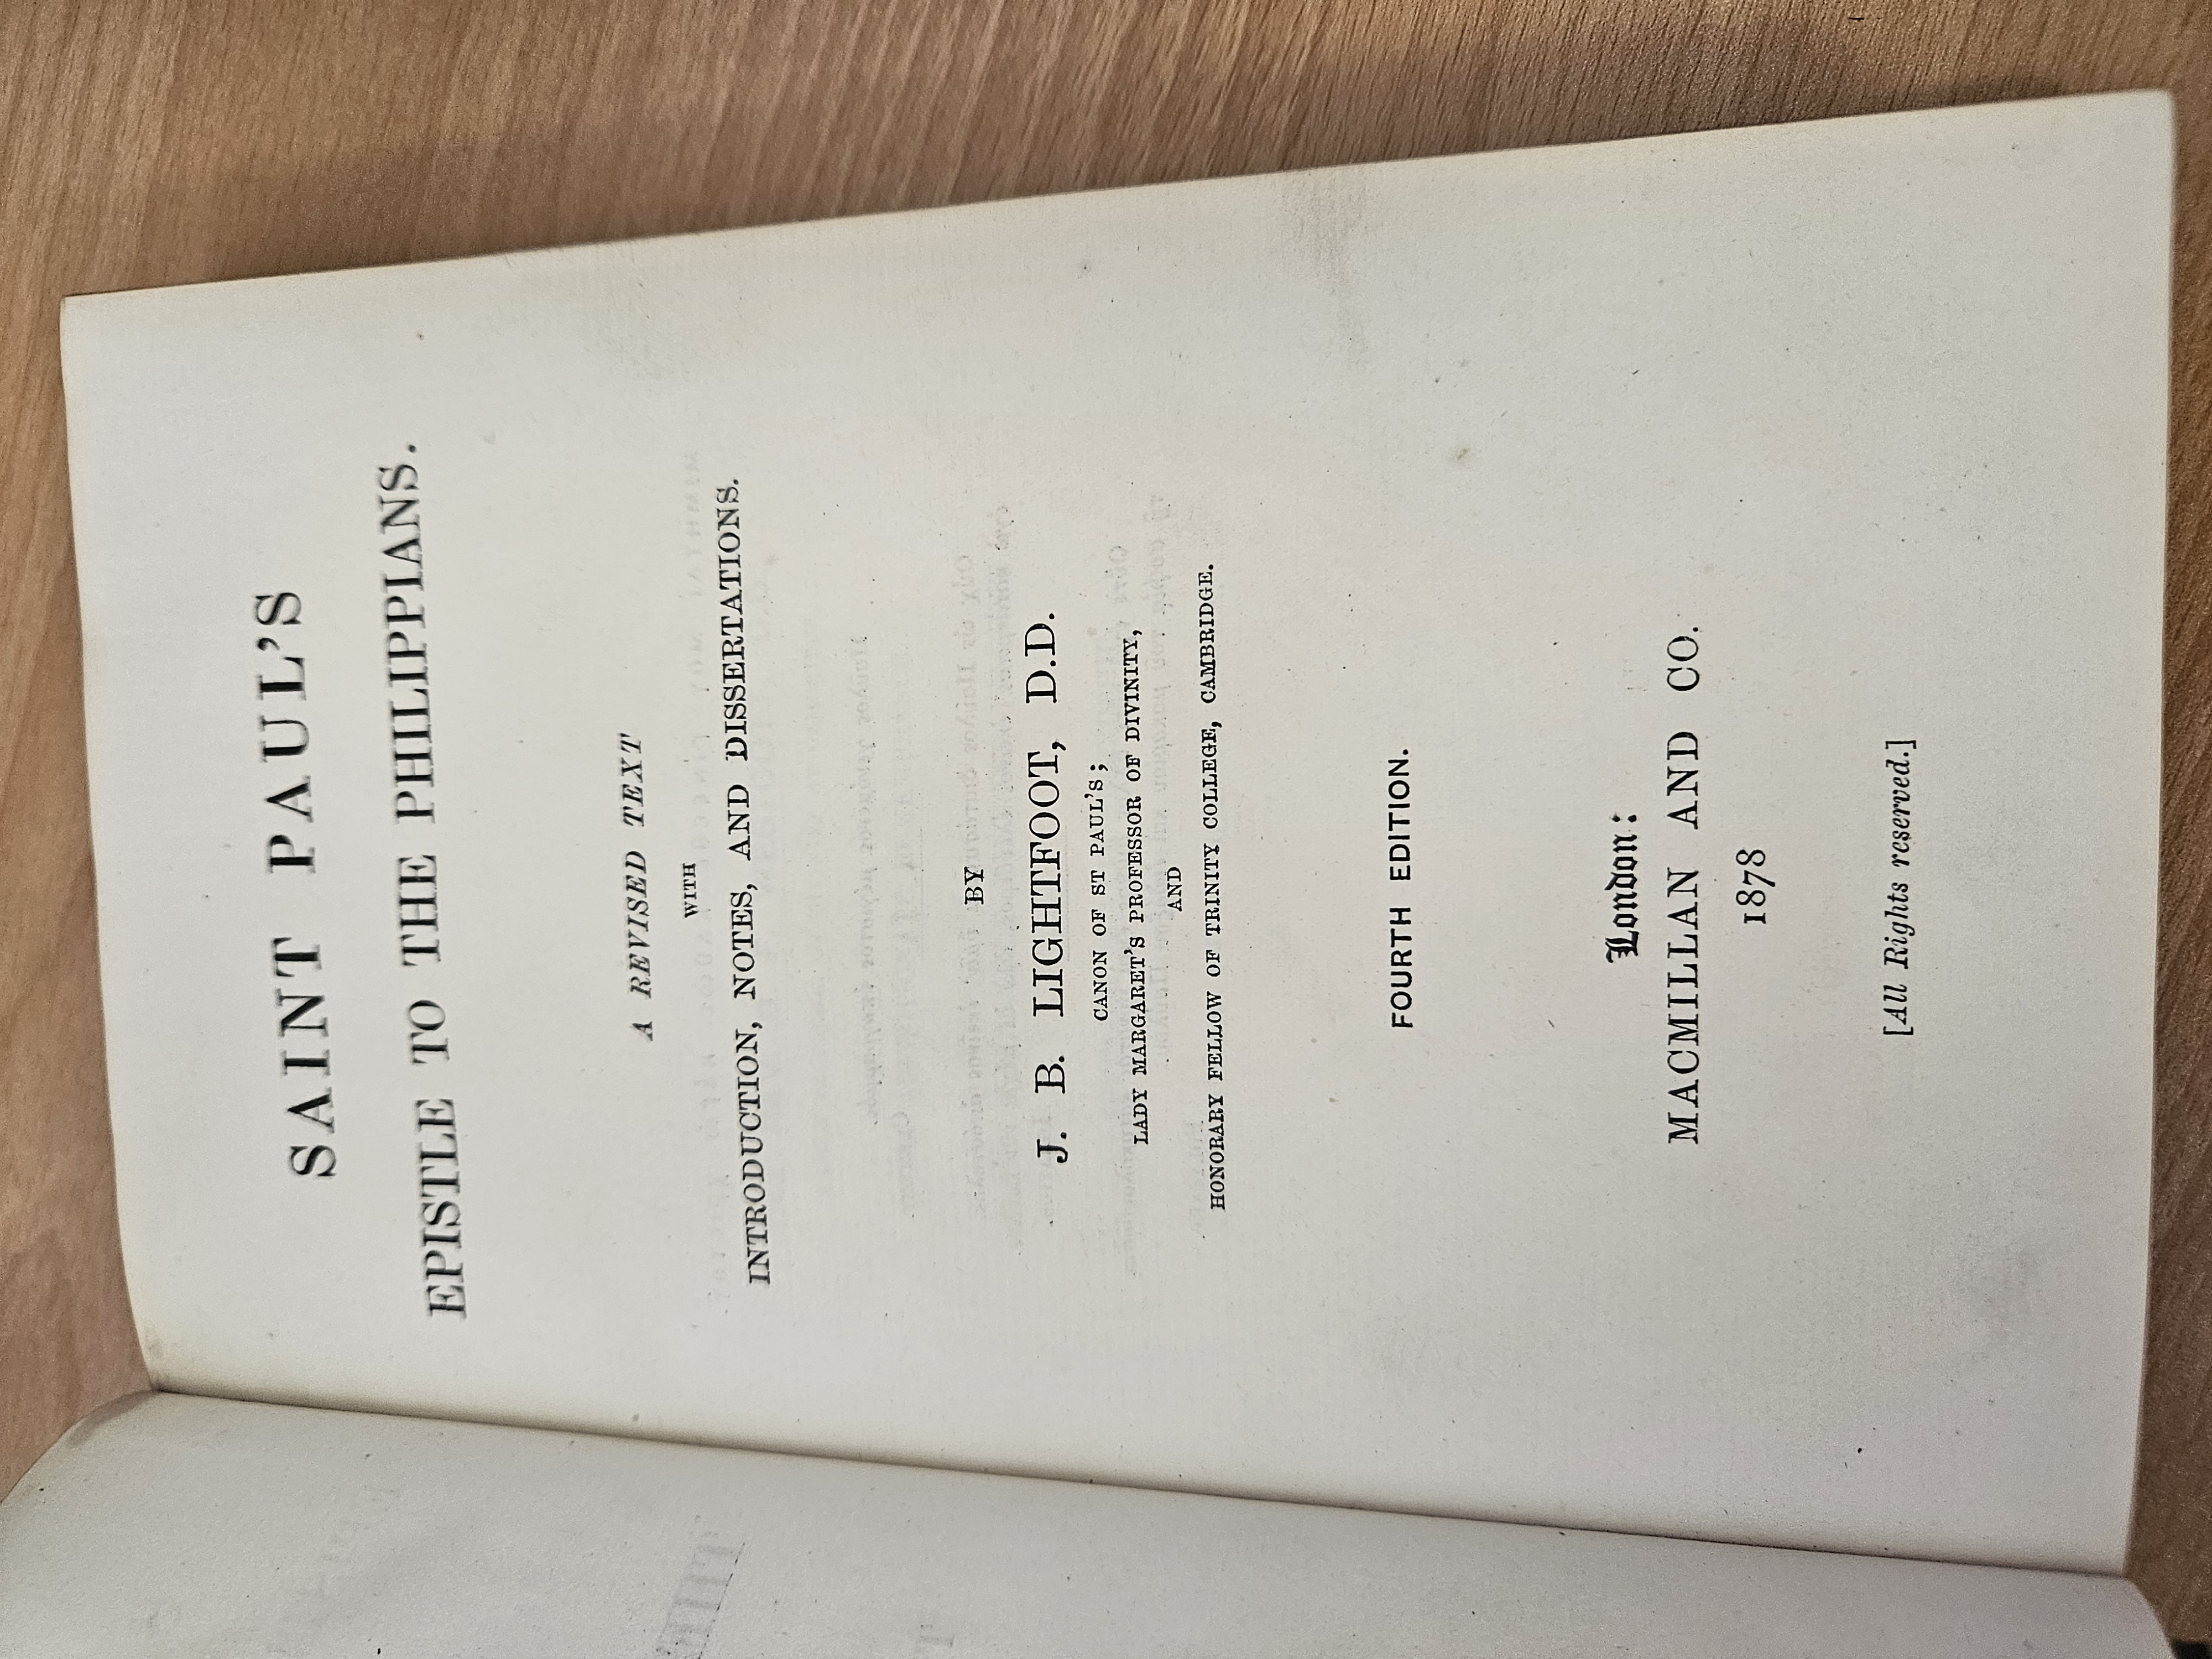 SAINT PAUL'S
EPISTLE TO THE PHILIPPIANS.
A REVISED TEXT
WITH
INTRODUCTION, NOTES, AND DISSERTATIONS.
BY
J. B. LIGHTFOOT, D.D.
CANON OF ST PAUL'S;
LADY MARGARET'S PROFESSOR OF DIVINITY,
AND
HONORARY FELLOW OF TRINITY COLLEGE, CAMBRIDGE.
FOURTH EDITION.
London:
MACMILLAN AND CO.
1878
[All Rights reserved.]